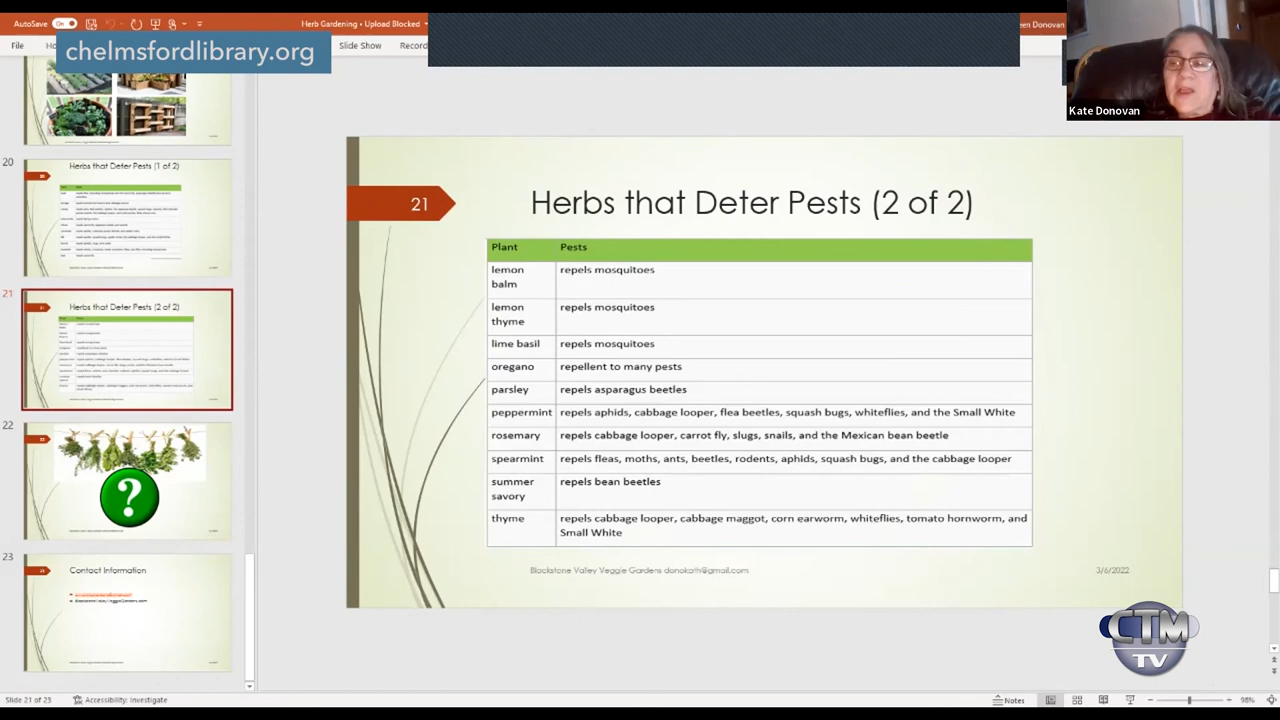 AutoSave On
Herb Gardening • Upload Blocked
een Donovan
File
Slide Show
Record
chelmsfordlibrary.org
Kate Donovan
20
Herbs that Deter Pests (1 of 2)
21
Herbs that Deter Pests (2 of 2)
22
?
23
Contact Information
21
Herbs that Deter Pests (2 of 2)
Plant Pests
lemon balm repels mosquitoes
lemon thyme repels mosquitoes
lime basil repels mosquitoes
oregano repellent to many pests
parsley repels asparagus beetles
peppermint repels aphids, cabbage looper, flea beetles, squash bugs, whiteflies, and the Small White
rosemary repels cabbage looper, carrot fly, slugs, snails, and the Mexican bean beetle
spearmint repels fleas, moths, ants, beetles, rodents, aphids, squash bugs, and the cabbage looper
summer savory repels bean beetles
thyme repels cabbage looper, cabbage maggot, corn earworm, whiteflies, tomato hornworm, and
Small White
Blackstone Valley Veggie Gardens donokath@gmail.com
3/6/2022
CTM
TV
Slide 21 of 23
Accessibility: Investigate
Notes
98%